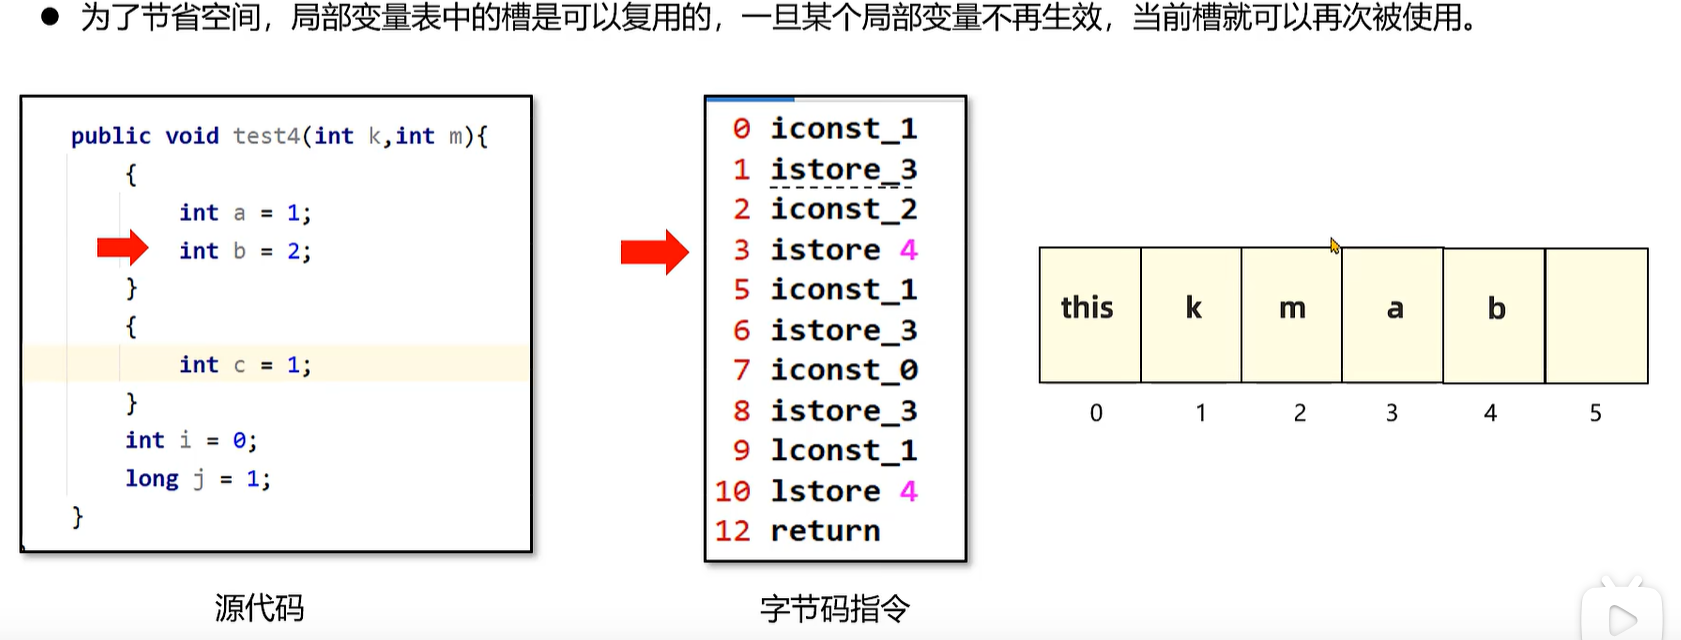 ● 为了节省空间，局部变量表中的槽是可以复用的，一旦某个局部变量不再生效，当前槽就可以再次被使用。
public void test4(int k,int m){
{
int a = 1;
int b = 2;
}
{
int c = 1;
}
int i = 0;
long j = 1;
}
源代码
0 iconst_1
1 istore_3
2 iconst_2
3 istore 4
5 iconst_1
6 istore_3
7 iconst_0
8 istore_3
9 lconst_1
10 lstore 4
12 return
字节码指令
this k m a b
0 1 2 3 4 5